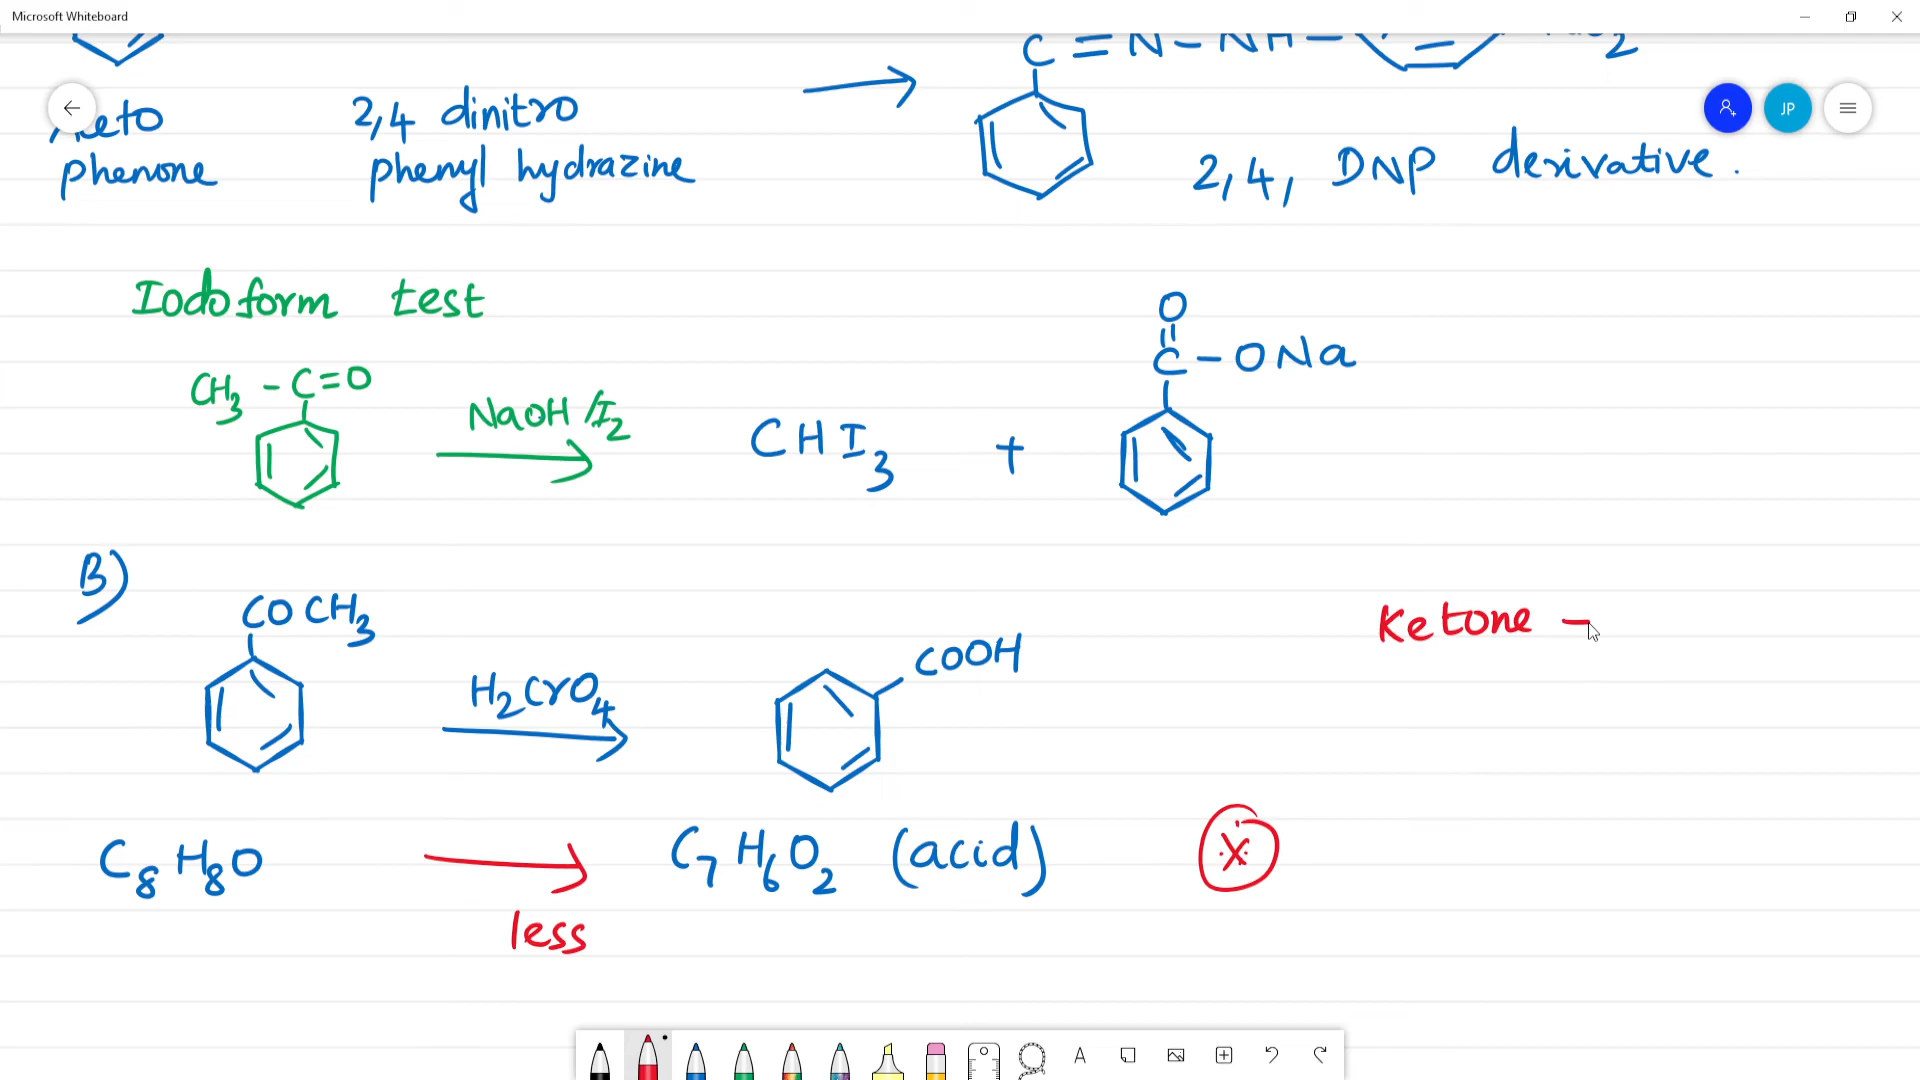 Microsoft Whiteboard
C = N - NH -
JP
2,4 dinitro
phenone
phenyl hydrazine
2,4, DNP derivative.
Iodoform test
O
C - ONa
CH3 - C=O
NaOH/I2
CHI3 +
B)
COCH3
Ketone -
H2CrO4
COOH
C8H8O
C7H6O2 (acid)
X
less
A